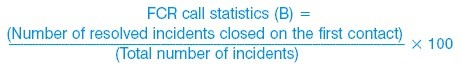 FCR call statistics (B) =
(Number of resolved incidents closed on the first contact)
(Total number of incidents)
× 100